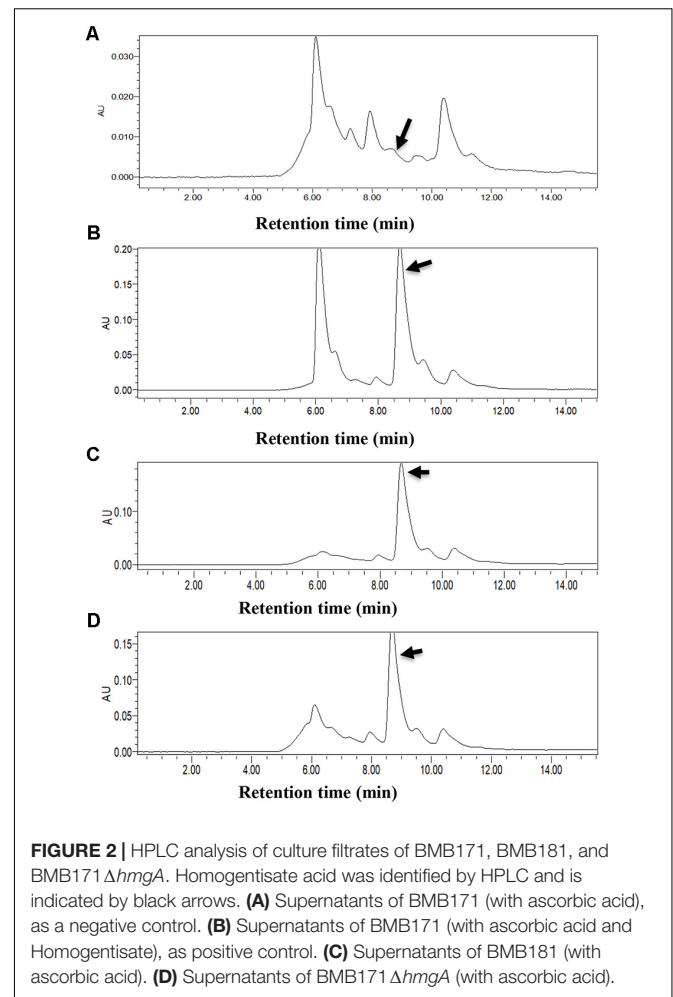 A
0.030
0.020
AU
0.010
0.000
2.00 4.00 6.00 8.00 10.00 12.00 14.00
Retention time (min)
B
0.20
0.15
AU
0.10
0.05
0.00
2.00 4.00 6.00 8.00 10.00 12.00 14.00
Retention time (min)
C
AU
0.10
0.00
2.00 4.00 6.00 8.00 10.00 12.00 14.00
Retention time (min)
D
0.15
AU
0.10
0.05
0.00
2.00 4.00 6.00 8.00 10.00 12.00 14.00
Retention time (min)
FIGURE 2 | HPLC analysis of culture filtrates of BMB171, BMB181, and
BMB171ΔhmgA. Homogentisate acid was identified by HPLC and is
indicated by black arrows. (A) Supernatants of BMB171 (with ascorbic acid),
as a negative control. (B) Supernatants of BMB171 (with ascorbic acid and
Homogentisate), as positive control. (C) Supernatants of BMB181 (with
ascorbic acid). (D) Supernatants of BMB171ΔhmgA (with ascorbic acid).